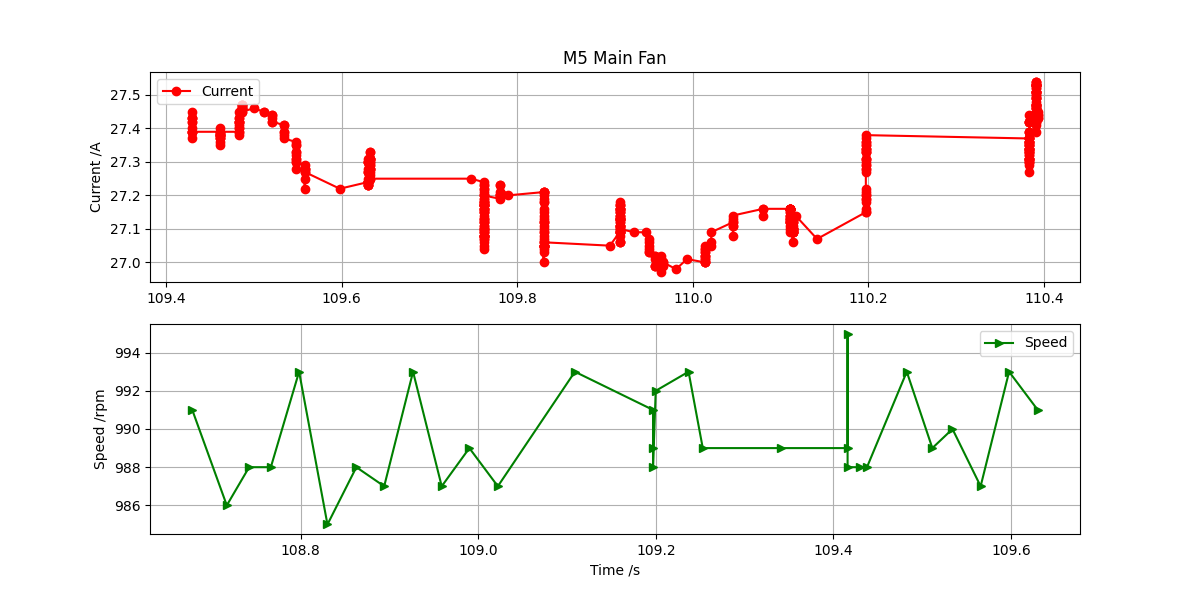 M5 Main Fan
Current
Current /A
27.5
27.4
27.3
27.2
27.1
27.0
109.4 109.6 109.8 110.0 110.2 110.4
Speed
Speed /rpm
994
992
990
988
986
108.8 109.0 109.2 109.4 109.6
Time /s